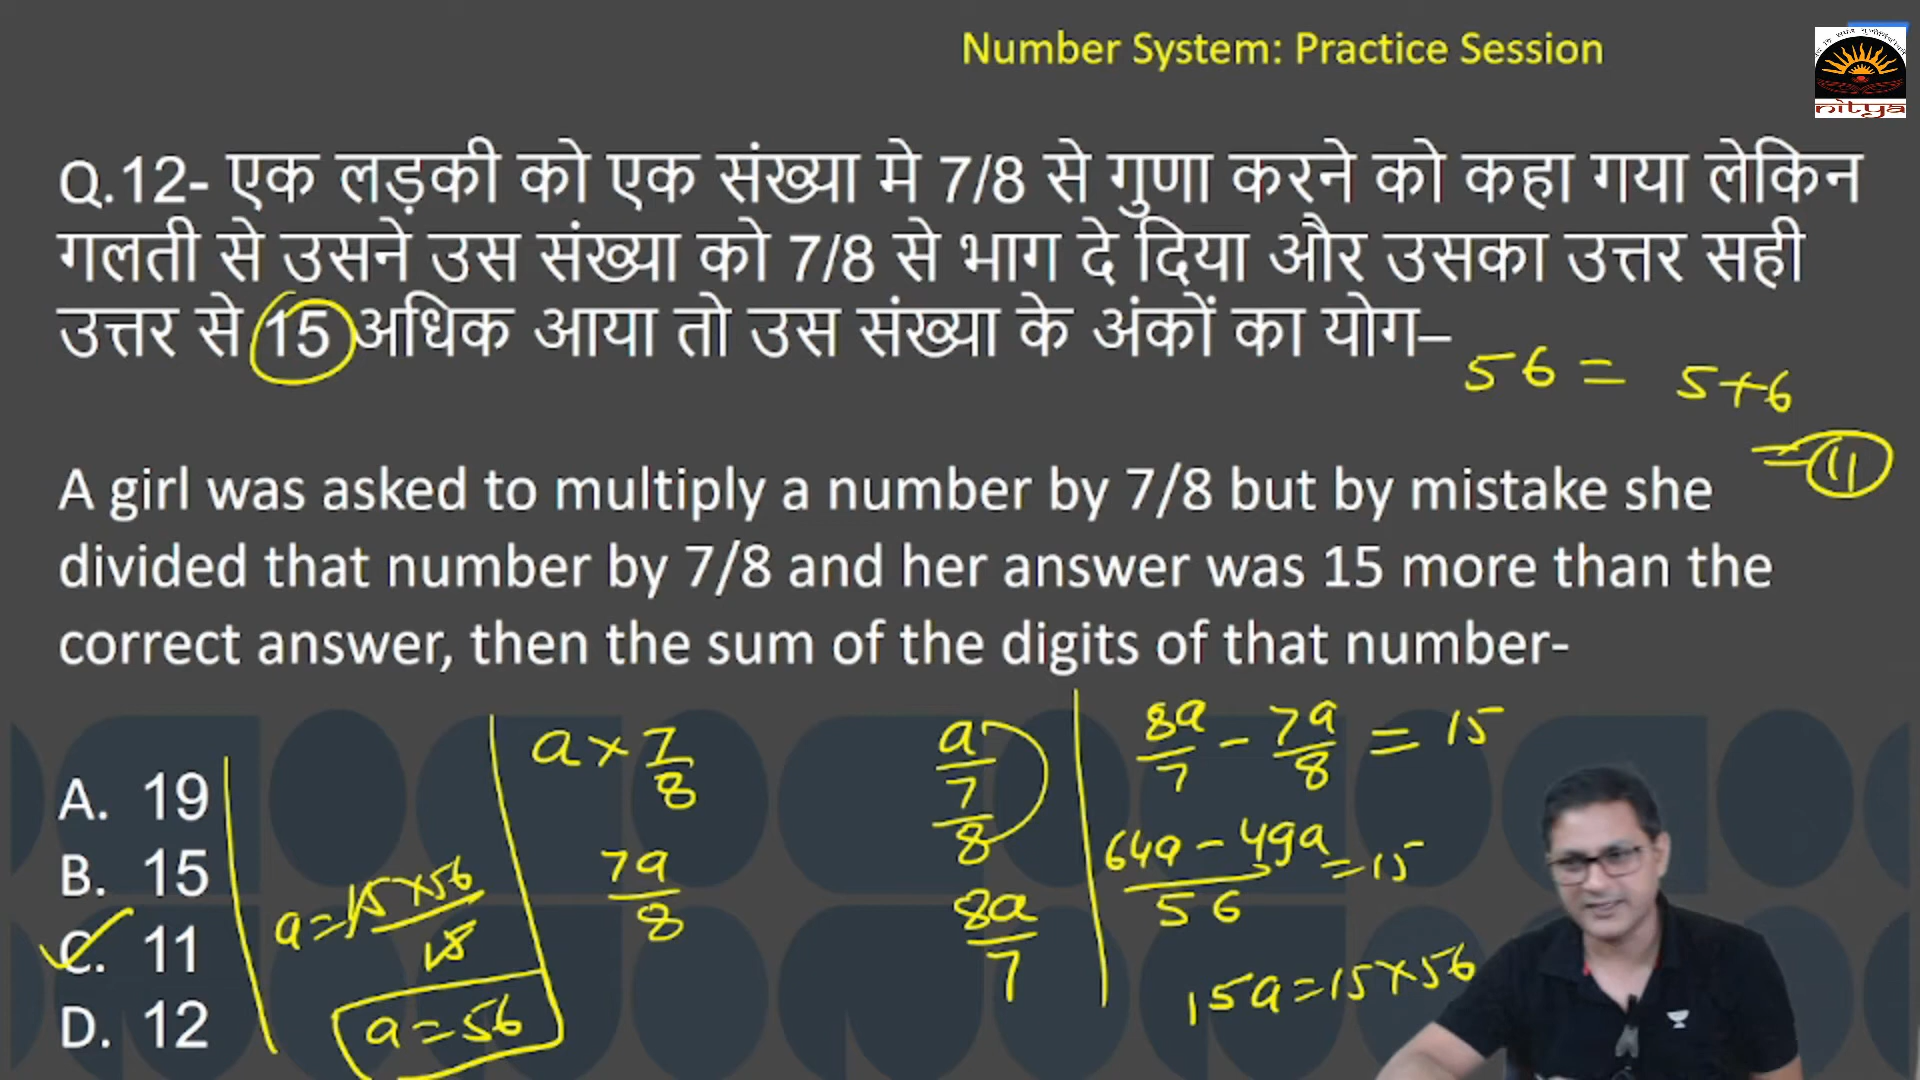 Number System: Practice Session
nitya
Q.12- एक लड़की को एक संख्या मे 7/8 से गुणा करने को कहा गया लेकिन
गलती से उसने उस संख्या को 7/8 से भाग दे दिया और उसका उत्तर सही
उत्तर से 15 अधिक आया तो उस संख्या के अंकों का योग–
56 = 5+6
= 11
A girl was asked to multiply a number by 7/8 but by mistake she
divided that number by 7/8 and her answer was 15 more than the
correct answer, then the sum of the digits of that number-
A. 19
B. 15
C. 11
D. 12
a = 15×56/15
a = 56
a × 7/8
7a/8
a/(7/8)
8a/7
8a/7 - 7a/8 = 15
64a - 49a/56 = 15
15a = 15×56